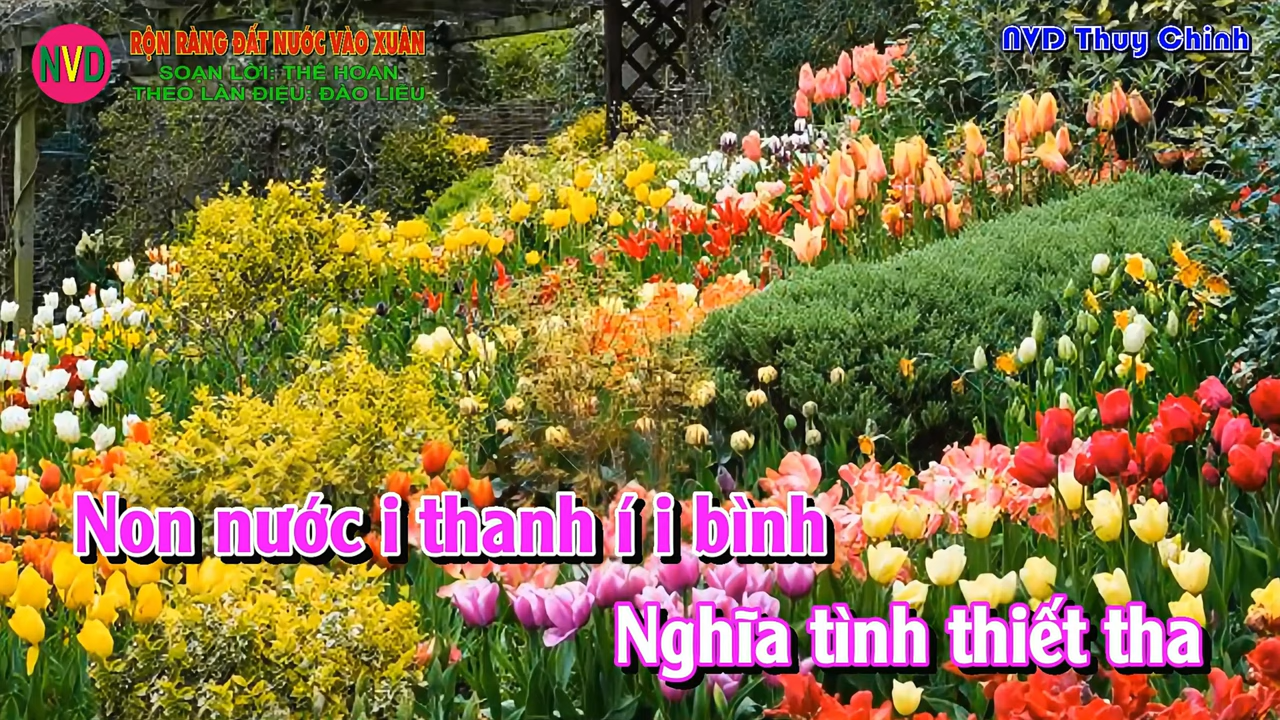 NVD
RỘN RÀNG ĐẤT NƯỚC VÀO XUÂN
SOẠN LỜI: THẾ HOAN
THEO LÀN ĐIỆU: ĐÀO LIỄU
NVD Thuy Chinh
Non nước i thanh í i bình
Nghĩa tình thiết tha